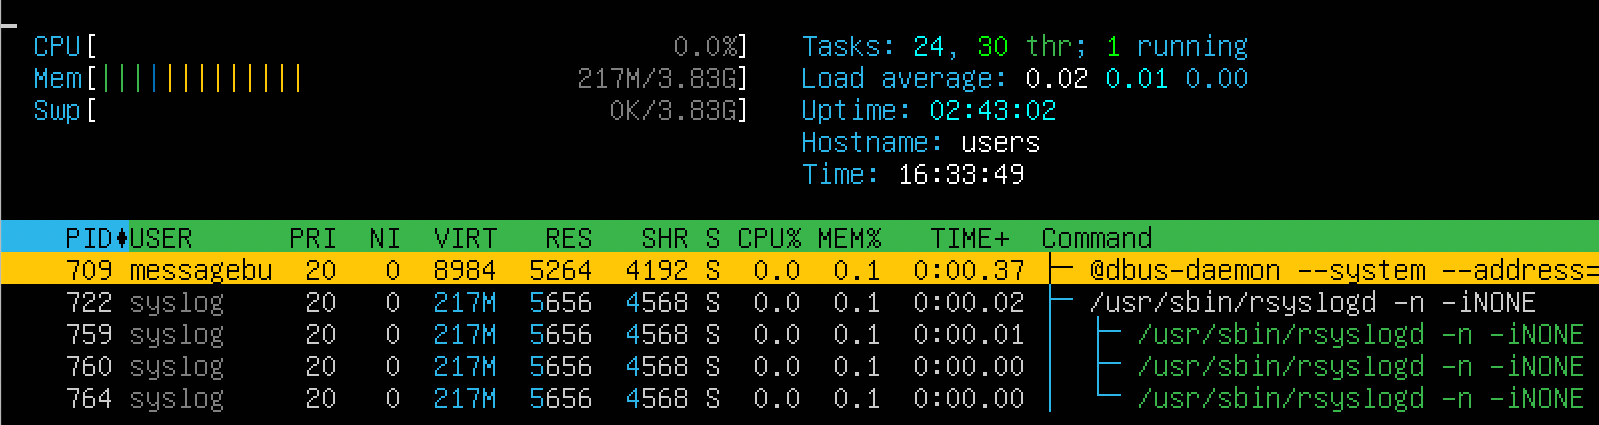 CPU[ 0.0%] Tasks: 24, 30 thr; 1 running
Mem[||||||||||||| 217M/3.83G] Load average: 0.02 0.01 0.00
Swp[ 0K/3.83G] Uptime: 02:43:02
Hostname: users
Time: 16:33:49
PID♦USER PRI NI VIRT RES SHR S CPU% MEM% TIME+ Command
709 messagebu 20 0 8984 5264 4192 S 0.0 0.1 0:00.37 ├─ @dbus-daemon --system --address=
722 syslog 20 0 217M 5656 4568 S 0.0 0.1 0:00.02 ├─ /usr/sbin/rsyslogd -n -iNONE
759 syslog 20 0 217M 5656 4568 S 0.0 0.1 0:00.01 │ ├─ /usr/sbin/rsyslogd -n -iNONE
760 syslog 20 0 217M 5656 4568 S 0.0 0.1 0:00.00 │ ├─ /usr/sbin/rsyslogd -n -iNONE
764 syslog 20 0 217M 5656 4568 S 0.0 0.1 0:00.00 │ └─ /usr/sbin/rsyslogd -n -iNONE